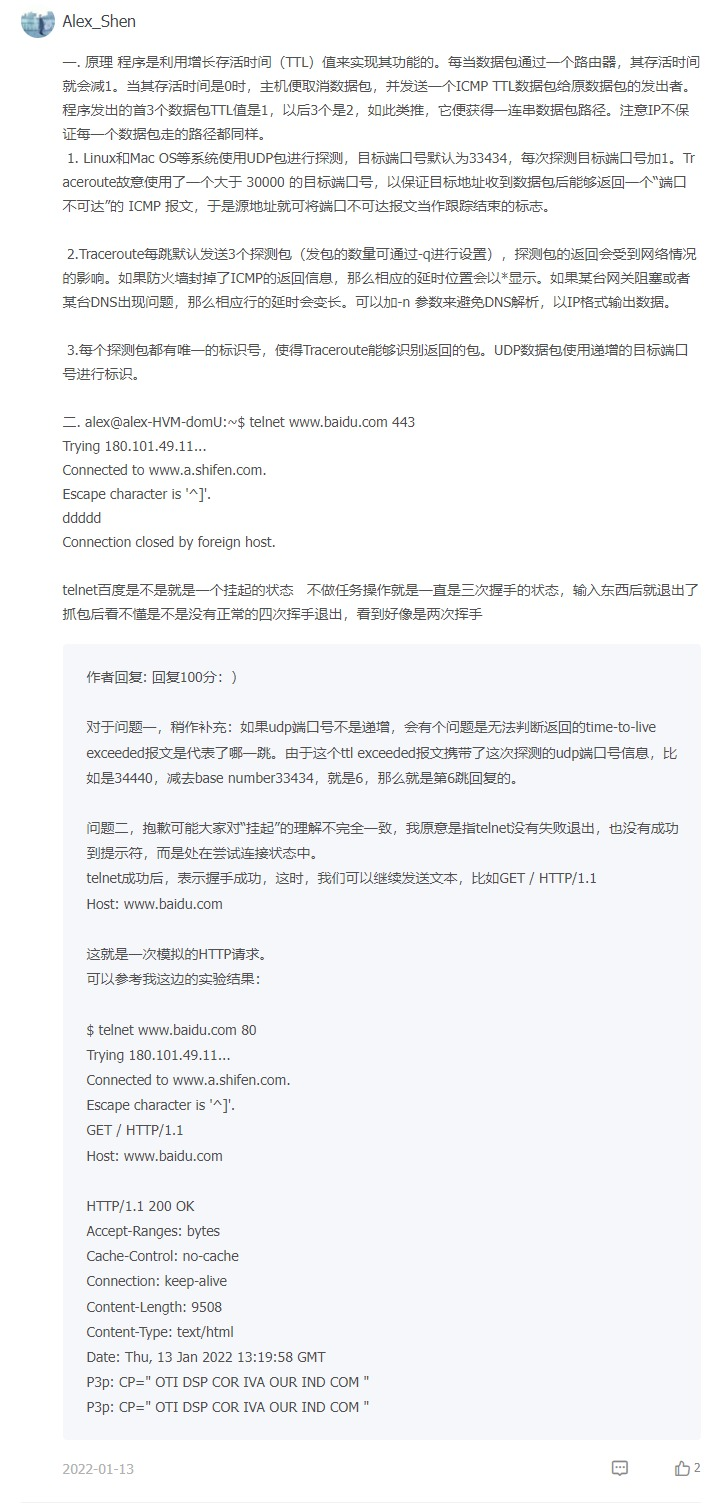 Alex_Shen
一. 原理 程序是利用增长存活时间（TTL）值来实现其功能的。每当数据包通过一个路由器，其存活时间
就会减1。当其存活时间是0时，主机便取消数据包，并发送一个ICMP TTL数据包给原数据包的发出者。
程序发出的首3个数据包TTL值是1，以后3个是2，如此类推，它便获得一连串数据包路径。注意IP不保
证每一个数据包走的路径都同样。
1. Linux和Mac OS等系统使用UDP包进行探测，目标端口号默认为33434，每次探测目标端口号加1。Tr
aceroute故意使用了一个大于 30000 的目标端口号，以保证目标地址收到数据包后能够返回一个“端口
不可达”的 ICMP 报文，于是源地址就可将端口不可达报文当作跟踪结束的标志。
2.Traceroute每跳默认发送3个探测包（发包的数量可通过-q进行设置），探测包的返回会受到网络情况
的影响。如果防火墙封掉了ICMP的返回信息，那么相应的延时位置会以*显示。如果某台网关阻塞或者
某台DNS出现问题，那么相应行的延时会变长。可以加-n 参数来避免DNS解析，以IP格式输出数据。
3.每个探测包都有唯一的标识号，使得Traceroute能够识别返回的包。UDP数据包使用递增的目标端口
号进行标识。
二. alex@alex-HVM-domU:~$ telnet www.baidu.com 443
Trying 180.101.49.11...
Connected to www.a.shifen.com.
Escape character is '^]'.
ddddd
Connection closed by foreign host.
telnet百度是不是就是一个挂起的状态　不做任务操作就是一直是三次握手的状态，输入东西后就退出了
抓包后看不懂是不是没有正常的四次挥手退出，看到好像是两次挥手
作者回复: 回复100分：）
对于问题一，稍作补充：如果udp端口号不是递增，会有个问题是无法判断返回的time-to-live
exceeded报文是代表了哪一跳。由于这个ttl exceeded报文携带了这次探测的udp端口号信息，比
如是34440，减去base number33434，就是6，那么就是第6跳回复的。
问题二，抱歉可能大家对“挂起”的理解不完全一致，我原意是指telnet没有失败退出，也没有成功
到提示符，而是处在尝试连接状态中。
telnet成功后，表示握手成功，这时，我们可以继续发送文本，比如GET / HTTP/1.1
Host: www.baidu.com
这就是一次模拟的HTTP请求。
可以参考我这边的实验结果：
$ telnet www.baidu.com 80
Trying 180.101.49.11...
Connected to www.a.shifen.com.
Escape character is '^]'.
GET / HTTP/1.1
Host: www.baidu.com
HTTP/1.1 200 OK
Accept-Ranges: bytes
Cache-Control: no-cache
Connection: keep-alive
Content-Length: 9508
Content-Type: text/html
Date: Thu, 13 Jan 2022 13:19:58 GMT
P3p: CP=" OTI DSP COR IVA OUR IND COM "
P3p: CP=" OTI DSP COR IVA OUR IND COM "
2022-01-13
2